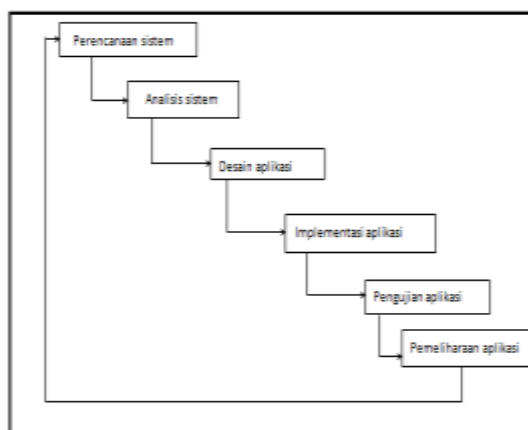 Perencanaan sistem
Analisis sistem
Desain aplikasi
Implementasi aplikasi
Pengujian aplikasi
Pemeliharaan aplikasi